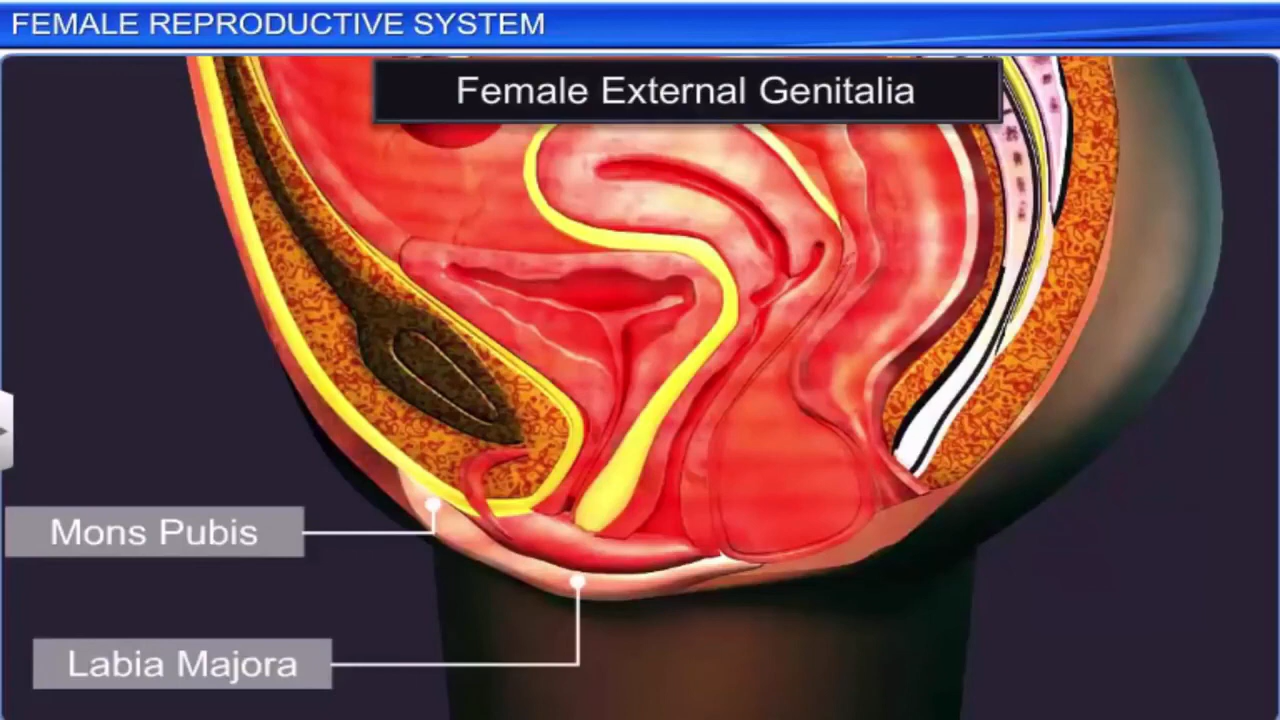 FEMALE REPRODUCTIVE SYSTEM
Female External Genitalia
Mons Pubis
Labia Majora